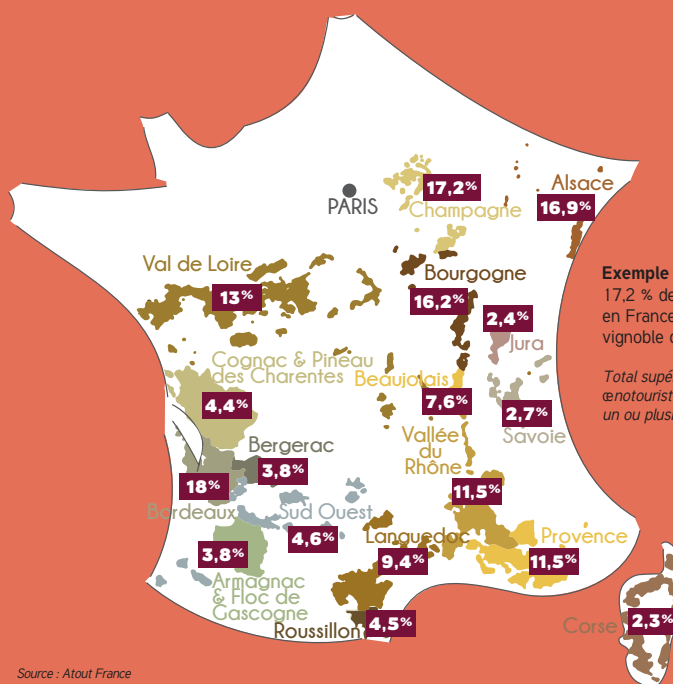 17,2%
Champagne
PARIS
Alsace
16,9%
Val de Loire
13%
Bourgogne
16,2%
2,4%
Jura
Exemple
17,2 % de
en France
vignoble
Total supé
œnotourist
un ou plus
Cognac & Pineau
des Charentes
4,4%
Beaujolais
7,6%
2,7%
Savoie
Bergerac
3,8%
Vallée
du
Rhône
11,5%
18%
Bordeaux
Sud Ouest
4,6%
Languedoc
9,4%
Provence
11,5%
3,8%
Armagnac
& Floc de
Gascogne
Roussillon
4,5%
Corse
2,3%
Source : Atout France